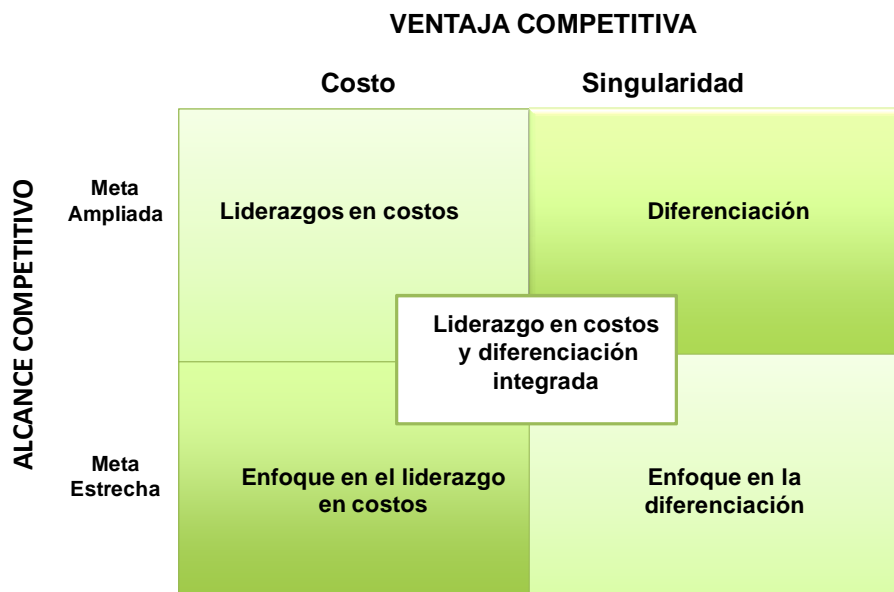 VENTAJA COMPETITIVA
Costo
Singularidad
ALCANCE COMPETITIVO
Meta
Ampliada
Liderazgos en costos
Diferenciación
Liderazgo en costos
y diferenciación
integrada
Meta
Estrecha
Enfoque en el liderazgo
en costos
Enfoque en la
diferenciación